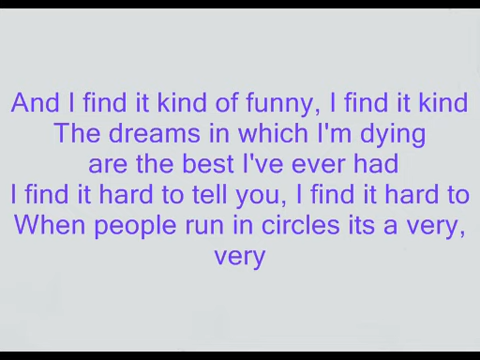 And I find it kind of funny, I find it kind
The dreams in which I'm dying
are the best I've ever had
I find it hard to tell you, I find it hard to
When people run in circles its a very,
very